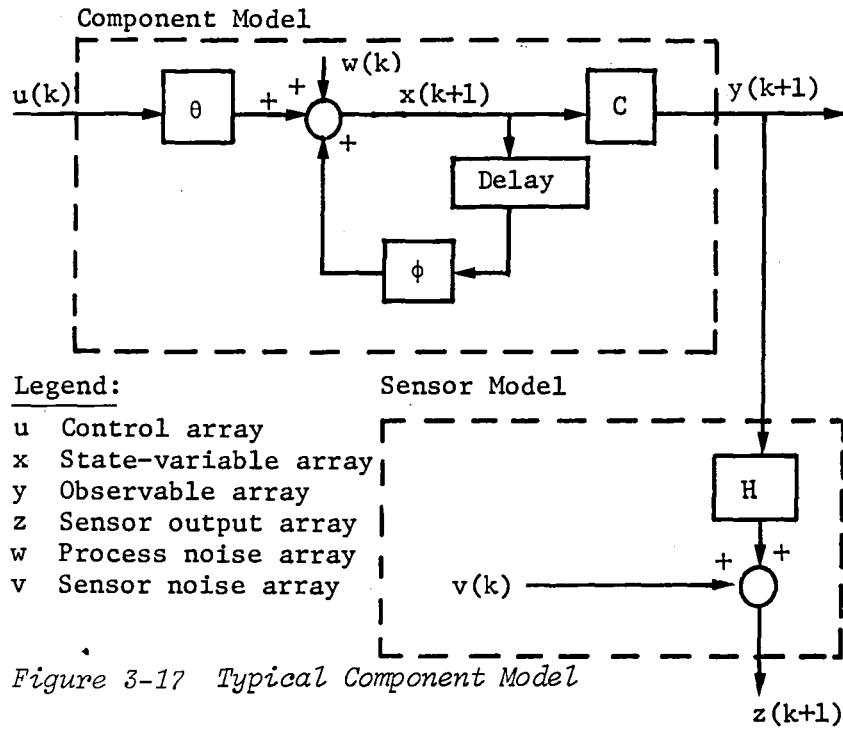 Component Model
w(k)
u(k)
θ
+
+
x(k+1)
C
y(k+1)
+
Delay
ϕ
Legend:
u Control array
x State-variable array
y Observable array
z Sensor output array
w Process noise array
v Sensor noise array
Sensor Model
H
+
+
v(k)
z(k+1)
Figure 3-17 Typical Component Model